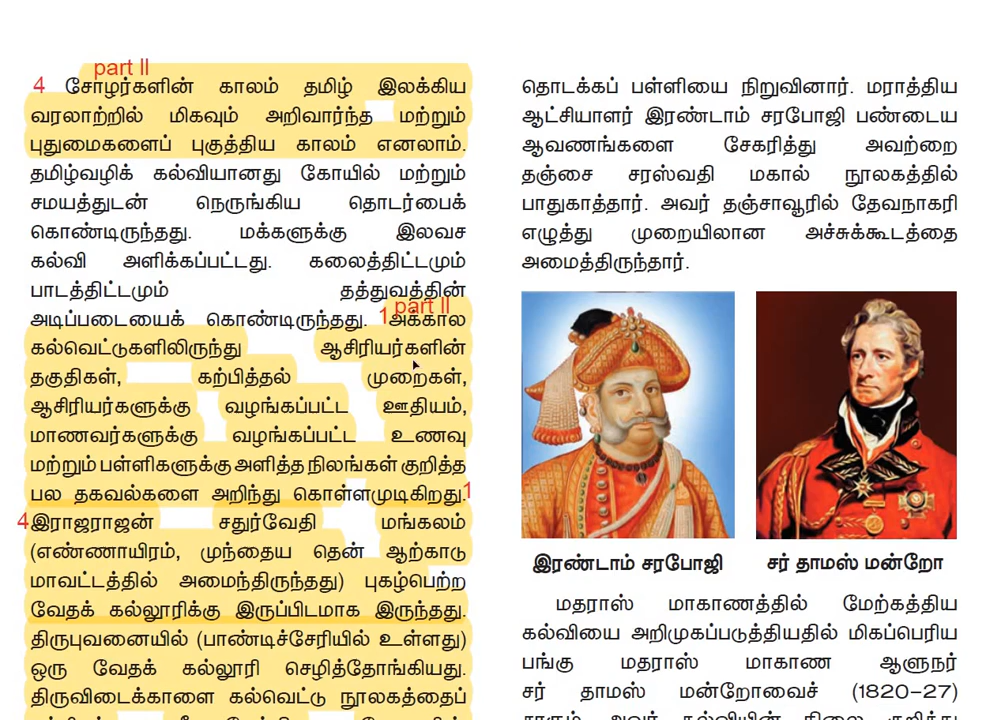 part II
4 சோழர்களின் காலம் தமிழ் இலக்கிய
வரலாற்றில் மிகவும் அறிவார்ந்த மற்றும்
புதுமைகளைப் புகுத்திய காலம் எனலாம்.
தமிழ்வழிக் கல்வியானது கோயில் மற்றும்
சமயத்துடன் நெருங்கிய தொடர்பைக்
கொண்டிருந்தது. மக்களுக்கு இலவச
கல்வி அளிக்கப்பட்டது. கலைத்திட்டமும்
பாடத்திட்டமும் தத்துவத்தின்
part II
அடிப்படையைக் கொண்டிருந்தது. 1 அக்கால
கல்வெட்டுகளிலிருந்து ஆசிரியர்களின்
தகுதிகள், கற்பித்தல் முறைகள்,
ஆசிரியர்களுக்கு வழங்கப்பட்ட ஊதியம்,
மாணவர்களுக்கு வழங்கப்பட்ட உணவு
மற்றும் பள்ளிகளுக்கு அளித்த நிலங்கள் குறித்த
பல தகவல்களை அறிந்து கொள்ளமுடிகிறது.1
4 இராஜராஜன் சதுர்வேதி மங்கலம்
(எண்ணாயிரம், முந்தைய தென் ஆற்காடு
மாவட்டத்தில் அமைந்திருந்தது) புகழ்பெற்ற
வேதக் கல்லூரிக்கு இருப்பிடமாக இருந்தது.
திருபுவனையில் (பாண்டிச்சேரியில் உள்ளது)
ஒரு வேதக் கல்லூரி செழித்தோங்கியது.
திருவிடைக்காளை கல்வெட்டு நூலகத்தைப்
தொடக்கப் பள்ளியை நிறுவினார். மராத்திய
ஆட்சியாளர் இரண்டாம் சரபோஜி பண்டைய
ஆவணங்களை சேகரித்து அவற்றை
தஞ்சை சரஸ்வதி மகால் நூலகத்தில்
பாதுகாத்தார். அவர் தஞ்சாவூரில் தேவநாகரி
எழுத்து முறையிலான அச்சுக்கூடத்தை
அமைத்திருந்தார்.
இரண்டாம் சரபோஜி
சர் தாமஸ் மன்றோ
மதராஸ் மாகாணத்தில் மேற்கத்திய
கல்வியை அறிமுகப்படுத்தியதில் மிகப்பெரிய
பங்கு மதராஸ் மாகாண ஆளுநர்
சர் தாமஸ் மன்றோவைச் (1820–27)